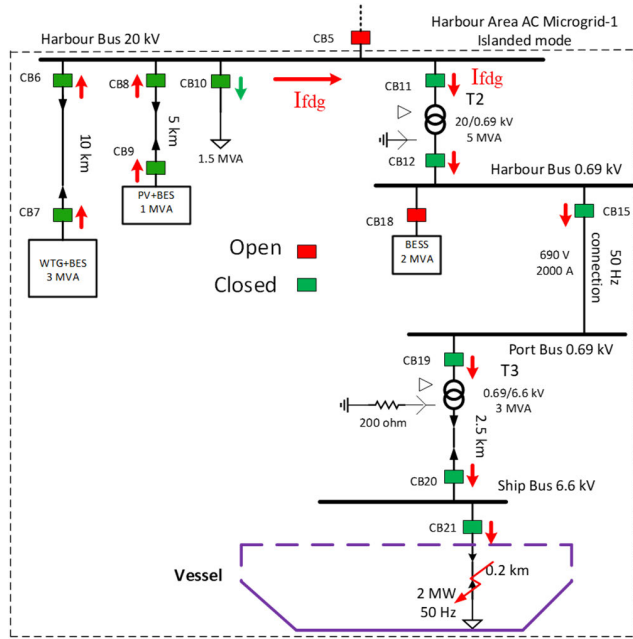 Harbour Area AC Microgrid-1
Islanded mode
Harbour Bus 20 kV
CB5
CB6
CB8
CB10
Ifdg
CB11
Ifdg
T2
20/0.69 kV
5 MVA
10 km
5 km
CB9
1.5 MVA
CB12
PV+BES
1 MVA
Harbour Bus 0.69 kV
CB7
CB18
CB15
WTG+BES
3 MVA
Open
Closed
BESS
2 MVA
690 V
2000 A
50 Hz
connection
Port Bus 0.69 kV
CB19
T3
0.69/6.6 kV
3 MVA
200 ohm
2.5 km
CB20
Ship Bus 6.6 kV
CB21
Vessel
0.2 km
2 MW
50 Hz